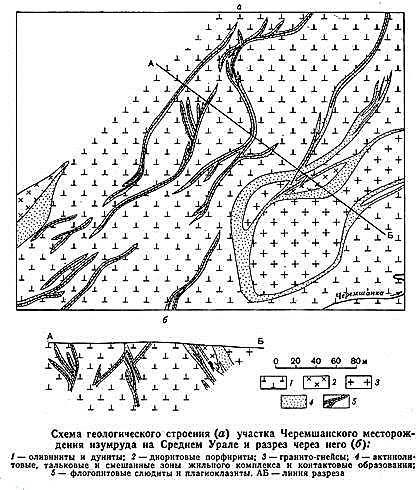 а
А
Б
Черемшанка
б
А
Б
0 20 40 60 80 м
1 2 3
4 5
Схема геологического строения (а) участка Черемшанского месторож-
дения изумруда на Среднем Урале и разрез через него (б):
1 — оливиниты и дуниты; 2 — диоритовые порфириты; 3 — гранито-гнейсы; 4 — актиноли-
товые, тальковые и смешанные зоны жильного комплекса и контактовые образования;
5 — флогопитовые слюдиты и плагиоклазиты. АБ — линия разреза